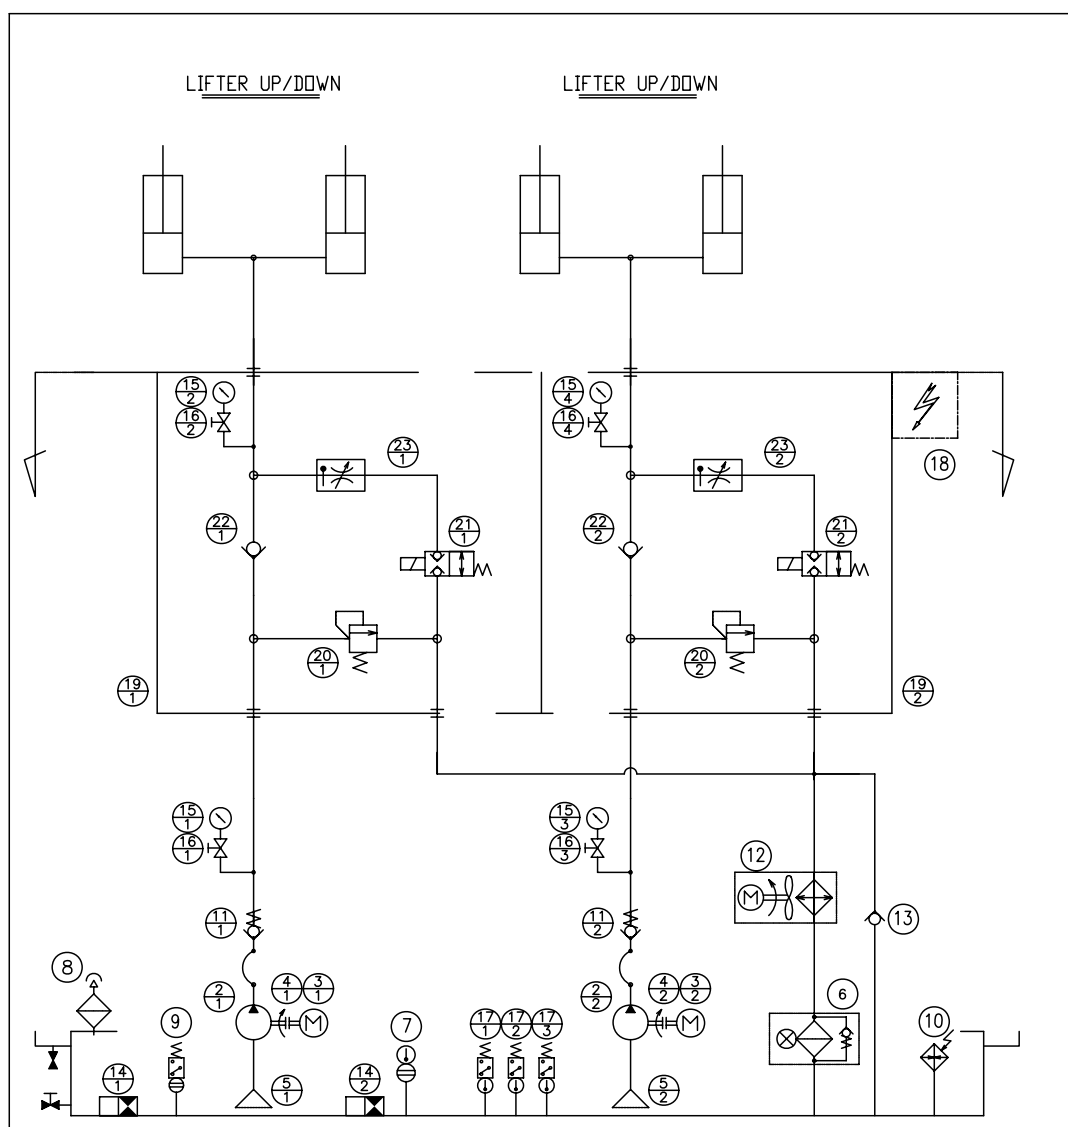 LIFTER UP/DOWN LIFTER UP/DOWN
15 2 15 4
16 2 16 4
23 1 23 2
18
22 1 21 1 22 2 21 2
20 1 20 2
19 1 19 2
15 1 15 3
16 1 16 3
12
M
11 1 11 2 13
8
2 1 4 1 3 1 2 2 4 2 3 2 6
9 M 7 17 1 17 2 17 3 M 10
14 1 5 1 14 2 5 2